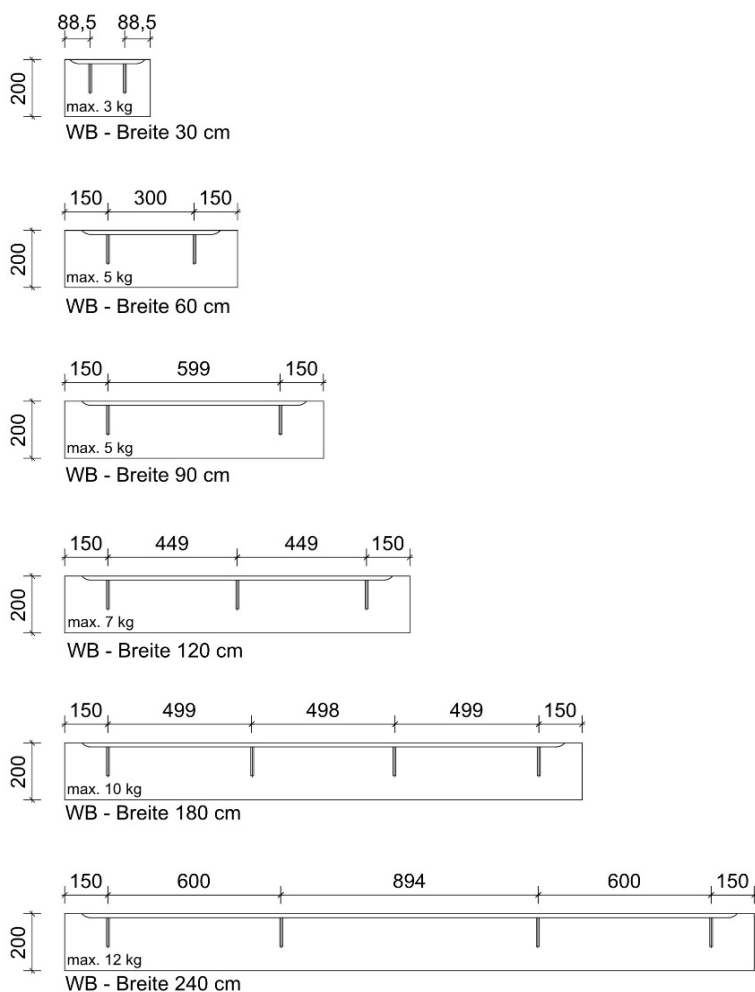 88,5 88,5
200
max. 3 kg
WB - Breite 30 cm
150 300 150
200
max. 5 kg
WB - Breite 60 cm
150 599 150
200
max. 5 kg
WB - Breite 90 cm
150 449 449 150
200
max. 7 kg
WB - Breite 120 cm
150 499 498 499 150
200
max. 10 kg
WB - Breite 180 cm
150 600 894 600 150
200
max. 12 kg
WB - Breite 240 cm